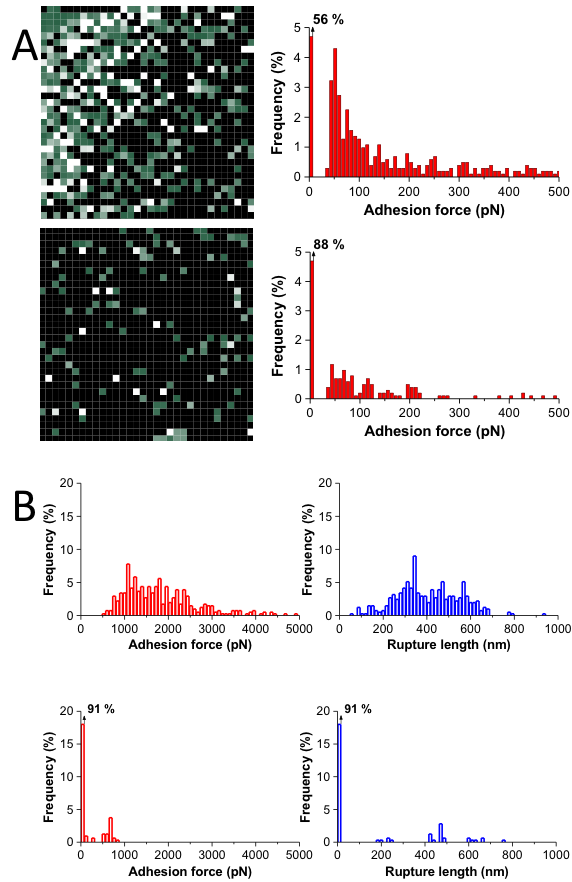 A
56 %
5
4
3
2
1
0
Frequency (%)
0 100 200 300 400 500
Adhesion force (pN)
88 %
5
4
3
2
1
0
Frequency (%)
0 100 200 300 400 500
Adhesion force (pN)
B
20
15
10
5
0
Frequency (%)
0 1000 2000 3000 4000 5000
Adhesion force (pN)
20
15
10
5
0
Frequency (%)
0 200 400 600 800 1000
Rupture length (nm)
91 %
20
15
10
5
0
Frequency (%)
0 1000 2000 3000 4000 5000
Adhesion force (pN)
91 %
20
15
10
5
0
Frequency (%)
0 200 400 600 800 1000
Rupture length (nm)